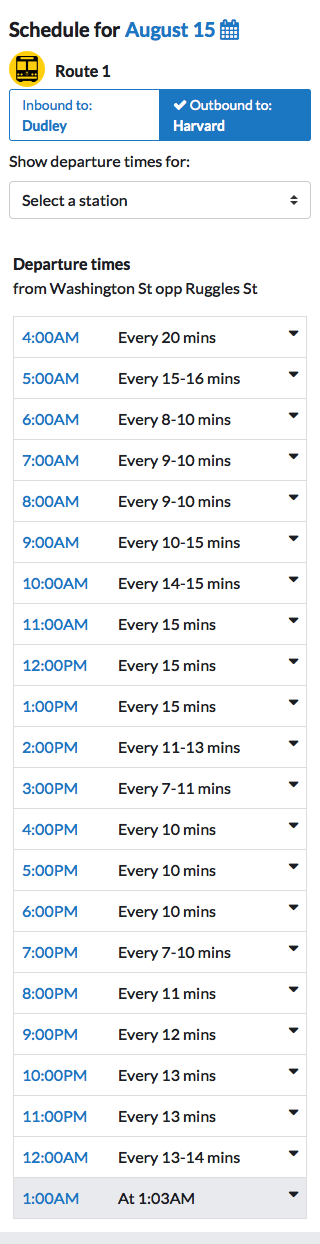 Schedule for August 15
Route 1
Inbound to:
Dudley
Outbound to:
Harvard
Show departure times for:
Select a station
Departure times
from Washington St opp Ruggles St
4:00AM Every 20 mins
5:00AM Every 15-16 mins
6:00AM Every 8-10 mins
7:00AM Every 9-10 mins
8:00AM Every 9-10 mins
9:00AM Every 10-15 mins
10:00AM Every 14-15 mins
11:00AM Every 15 mins
12:00PM Every 15 mins
1:00PM Every 15 mins
2:00PM Every 11-13 mins
3:00PM Every 7-11 mins
4:00PM Every 10 mins
5:00PM Every 10 mins
6:00PM Every 10 mins
7:00PM Every 7-10 mins
8:00PM Every 11 mins
9:00PM Every 12 mins
10:00PM Every 13 mins
11:00PM Every 13 mins
12:00AM Every 13-14 mins
1:00AM At 1:03AM